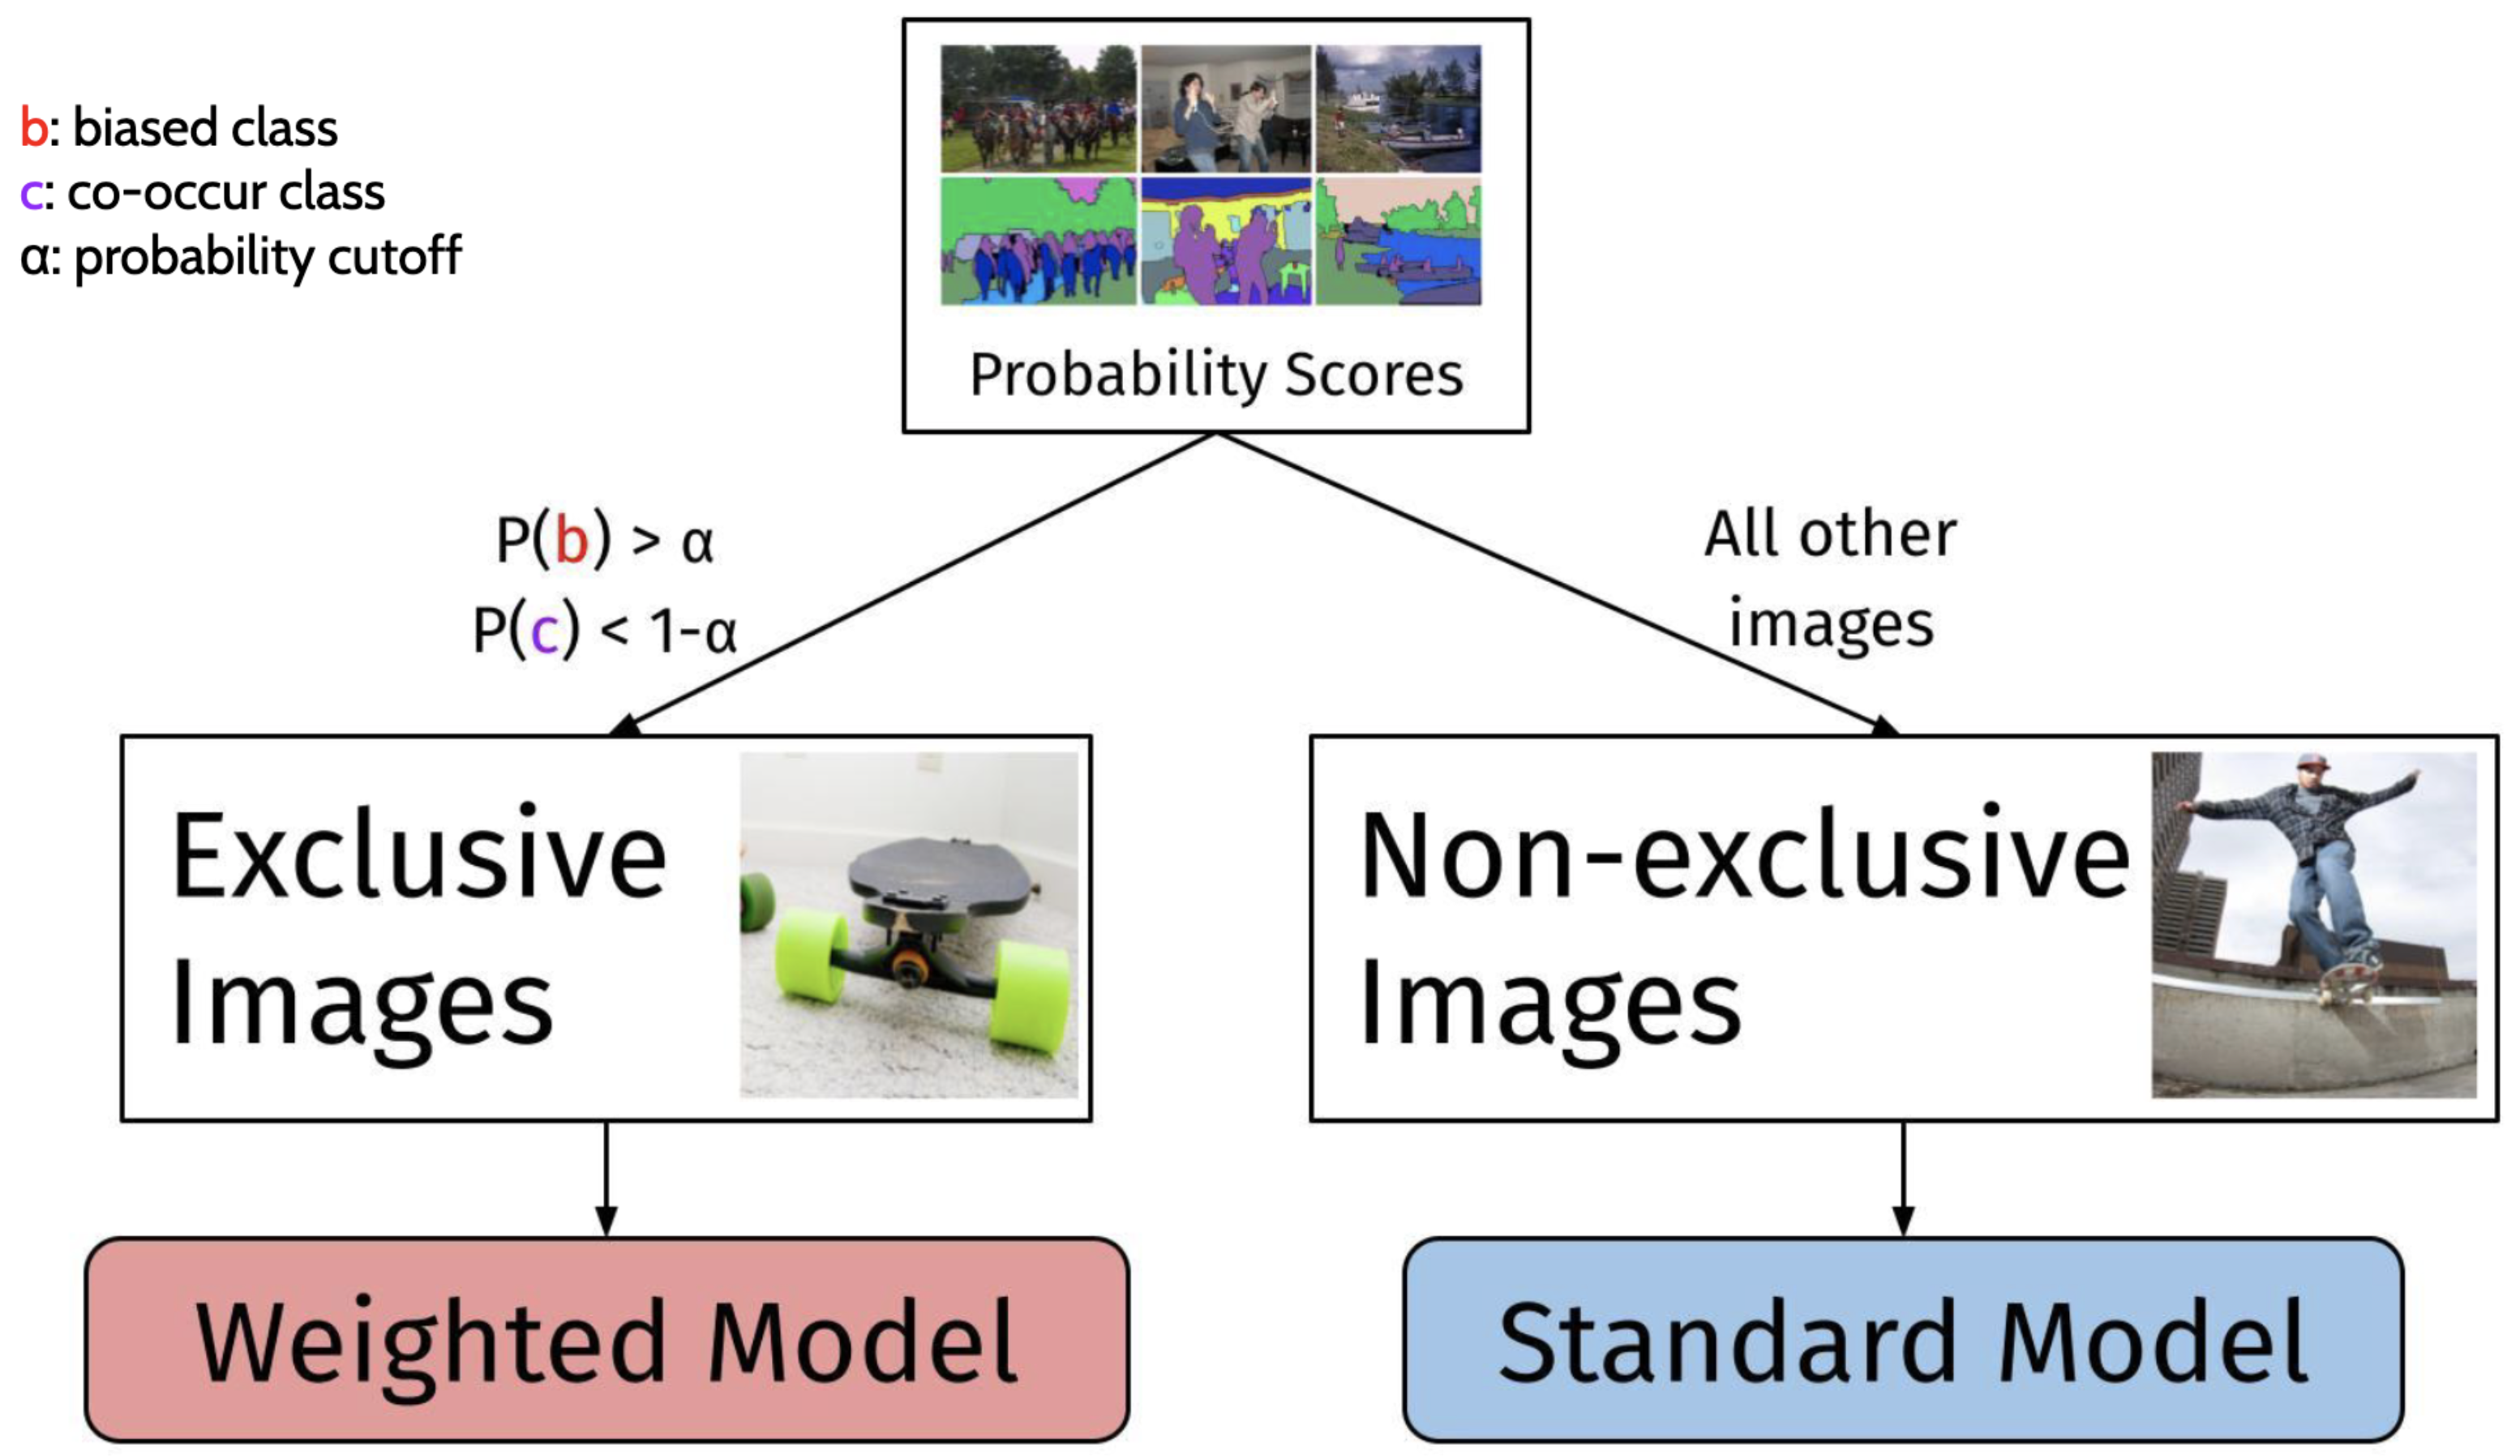 b: biased class
c: co-occur class
α: probability cutoff
Probability Scores
P(b) > α
P(c) < 1-α
All other
images
Exclusive
Images
Non-exclusive
Images
Weighted Model
Standard Model